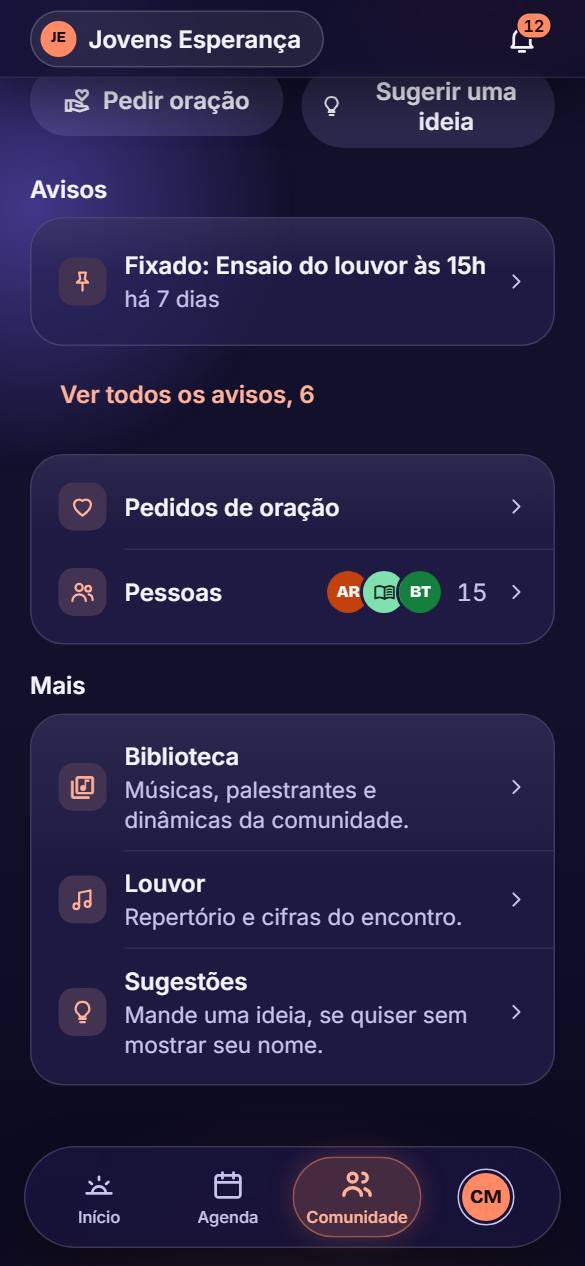 JE
Jovens Esperança
12
Pedir oração
Sugerir uma
ideia
Avisos
Fixado: Ensaio do louvor às 15h
há 7 dias
Ver todos os avisos, 6
Pedidos de oração
Pessoas
AR
BT
15
Mais
Biblioteca
Músicas, palestrantes e
dinâmicas da comunidade.
Louvor
Repertório e cifras do encontro.
Sugestões
Mande uma ideia, se quiser sem
mostrar seu nome.
Início
Agenda
Comunidade
CM